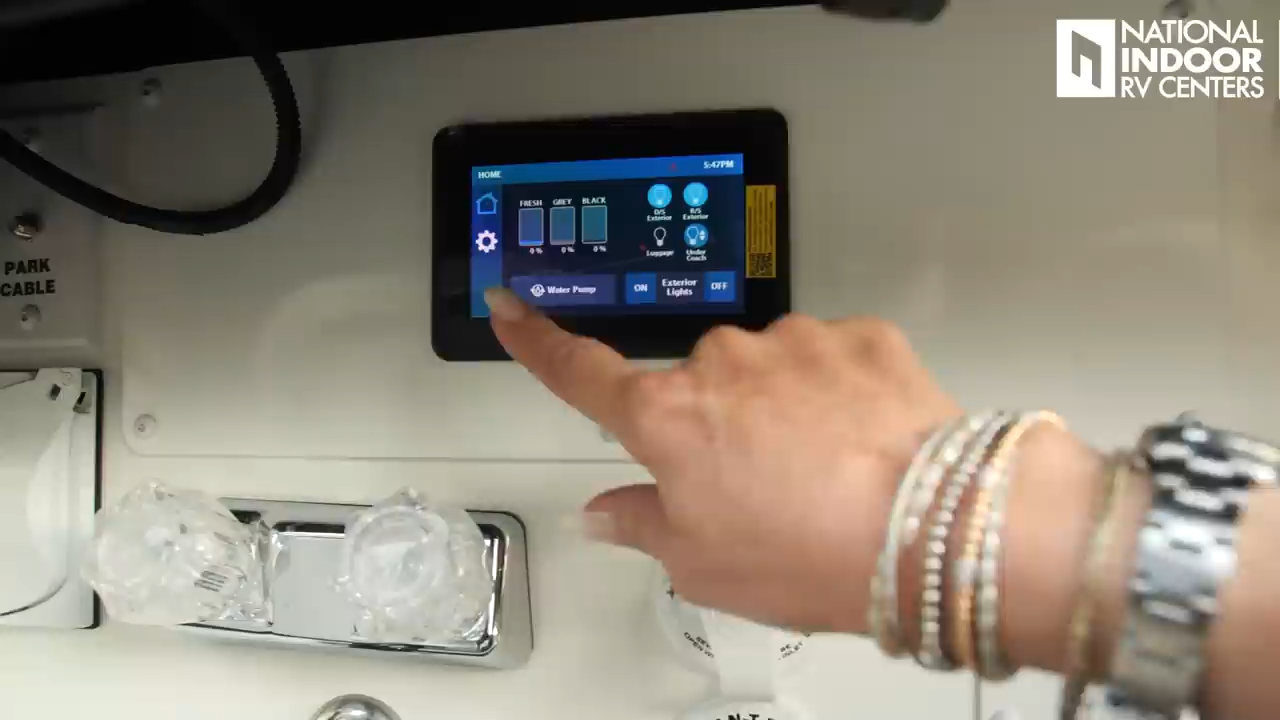 NATIONAL
INDOOR
RV CENTERS
HOME
5:47PM
FRESH
GREY
BLACK
0 %
0 %
0 %
D/S
Exterior
R/S
Exterior
Luggage
Under
Coach
Water Pump
ON
Exterior
Lights
OFF
PARK
CABLE